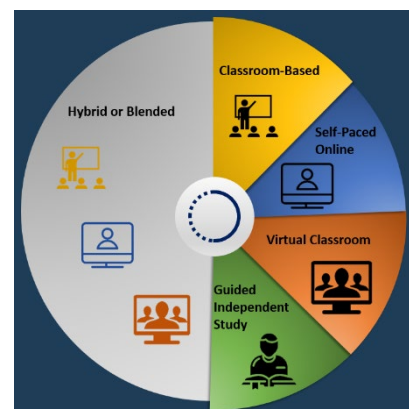 Classroom-Based
Hybrid or Blended
Self-Paced
Online
Virtual Classroom
Guided
Independent
Study